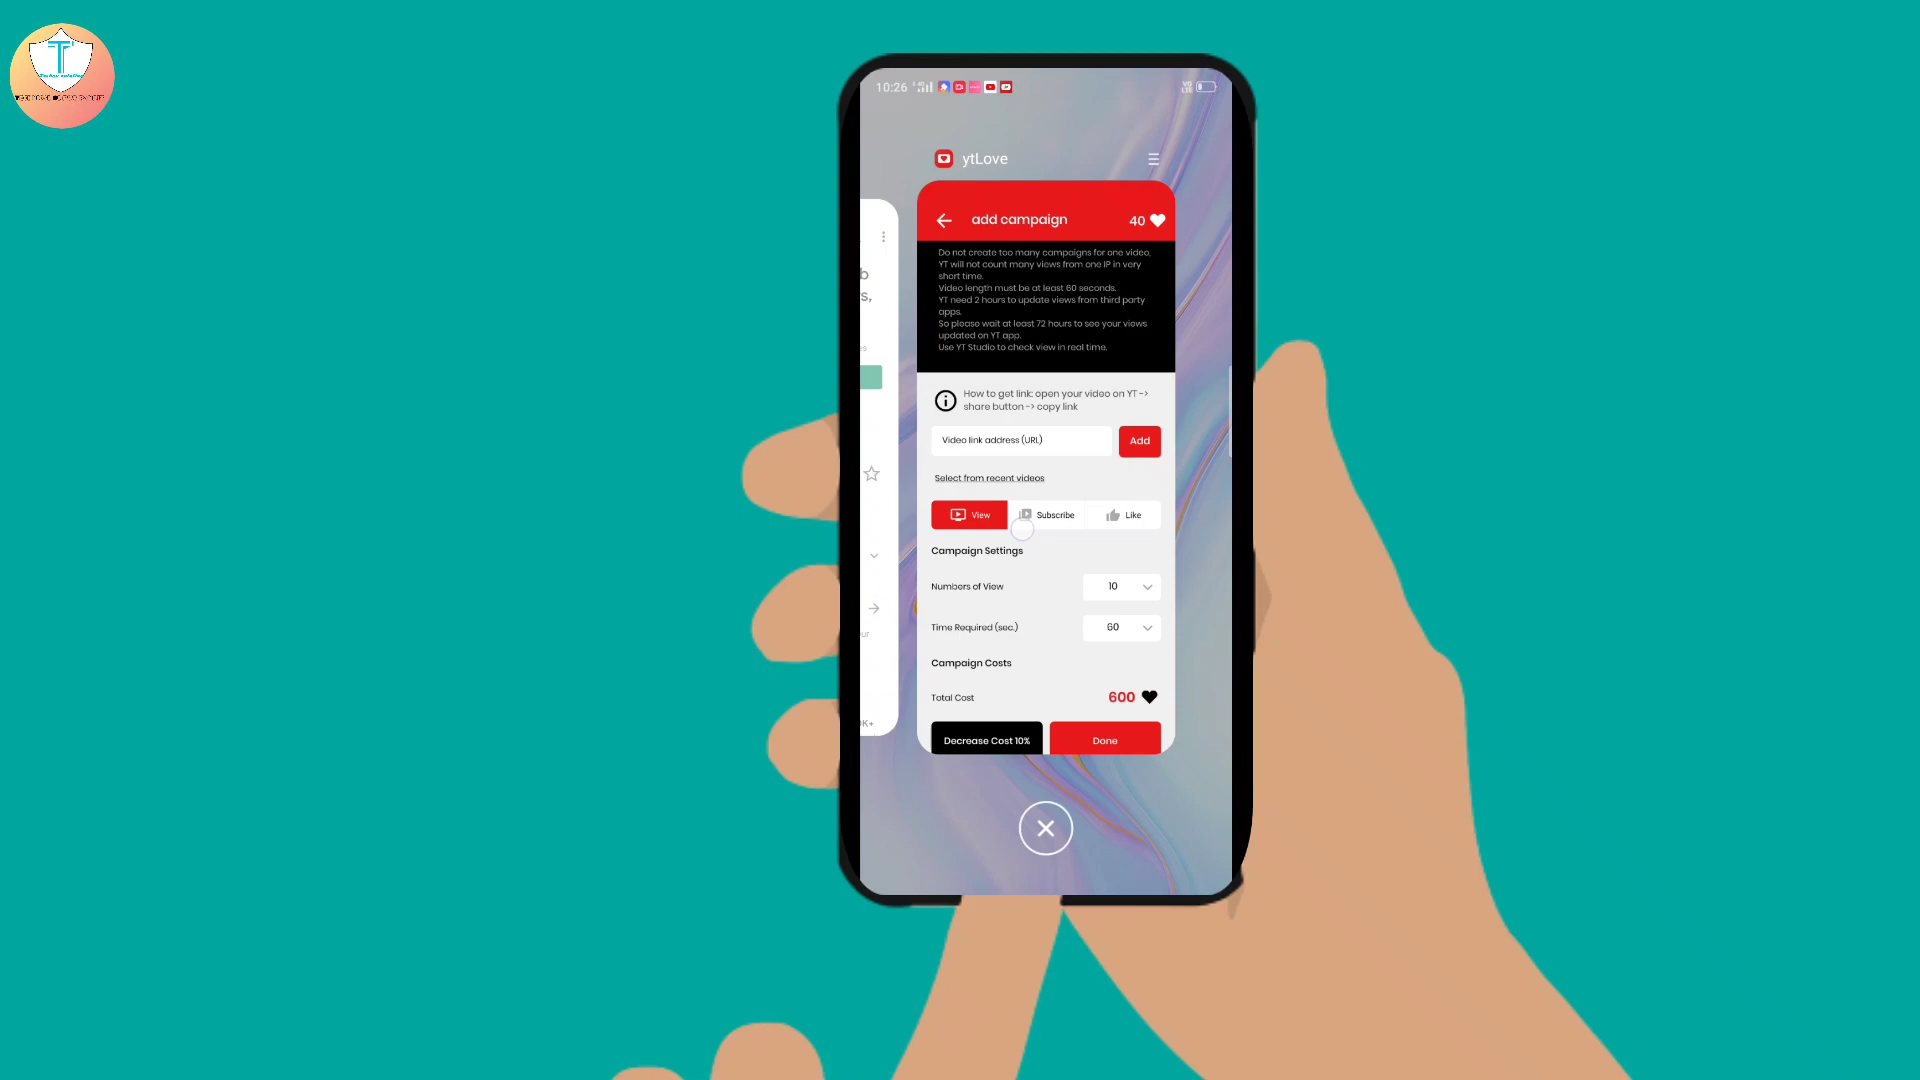 10:26
VO
LTE
ytLove
add campaign
40
Do not create too many campaigns for one video,
YT will not count many views from one IP in very
short time.
Video length must be at least 60 seconds.
YT need 2 hours to update views from third party
apps.
So please wait at least 72 hours to see your views
updated on YT app.
Use YT Studio to check view in real time.
How to get link: open your video on YT ->
share button -> copy link
Video link address (URL)
Add
Select from recent videos
View
Subscribe
Like
Campaign Settings
Numbers of View
10
Time Required (sec.)
60
Campaign Costs
Total Cost
600
Decrease Cost 10%
Done